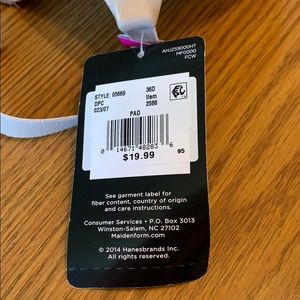 AHJZS9000HT
MF0000
FCW
STYLE: 05669 36D
DPC Item
023/07 2588
PAD
0 14671 48283 6
$19.99 95
See garment label for
fiber content, country of origin
and care instructions.
Consumer Services • P.O. Box 3013
Winston-Salem, NC 27102
Maidenform.com
© 2014 Hanesbrands Inc.
All rights reserved.